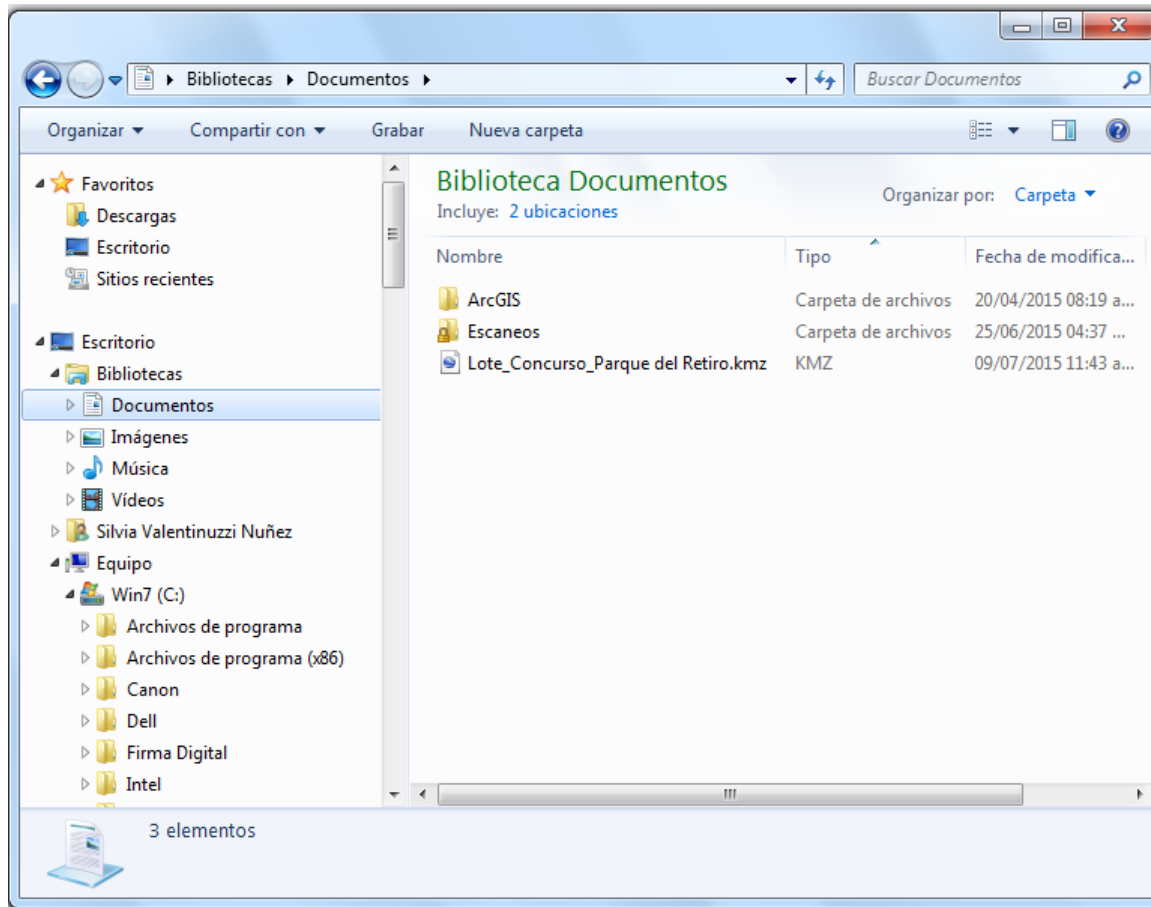 Bibliotecas Documentos
Buscar Documentos
Organizar Compartir con Grabar Nueva carpeta
Favoritos
Descargas
Escritorio
Sitios recientes
Escritorio
Bibliotecas
Documentos
Imágenes
Música
Vídeos
Silvia Valentinuzzi Nuñez
Equipo
Win7 (C:)
Archivos de programa
Archivos de programa (x86)
Canon
Dell
Firma Digital
Intel
Biblioteca Documentos
Incluye: 2 ubicaciones
Organizar por: Carpeta
Nombre Tipo Fecha de modifica...
ArcGIS Carpeta de archivos 20/04/2015 08:19 a...
Escaneos Carpeta de archivos 25/06/2015 04:37 ...
Lote_Concurso_Parque del Retiro.kmz KMZ 09/07/2015 11:43 a...
3 elementos